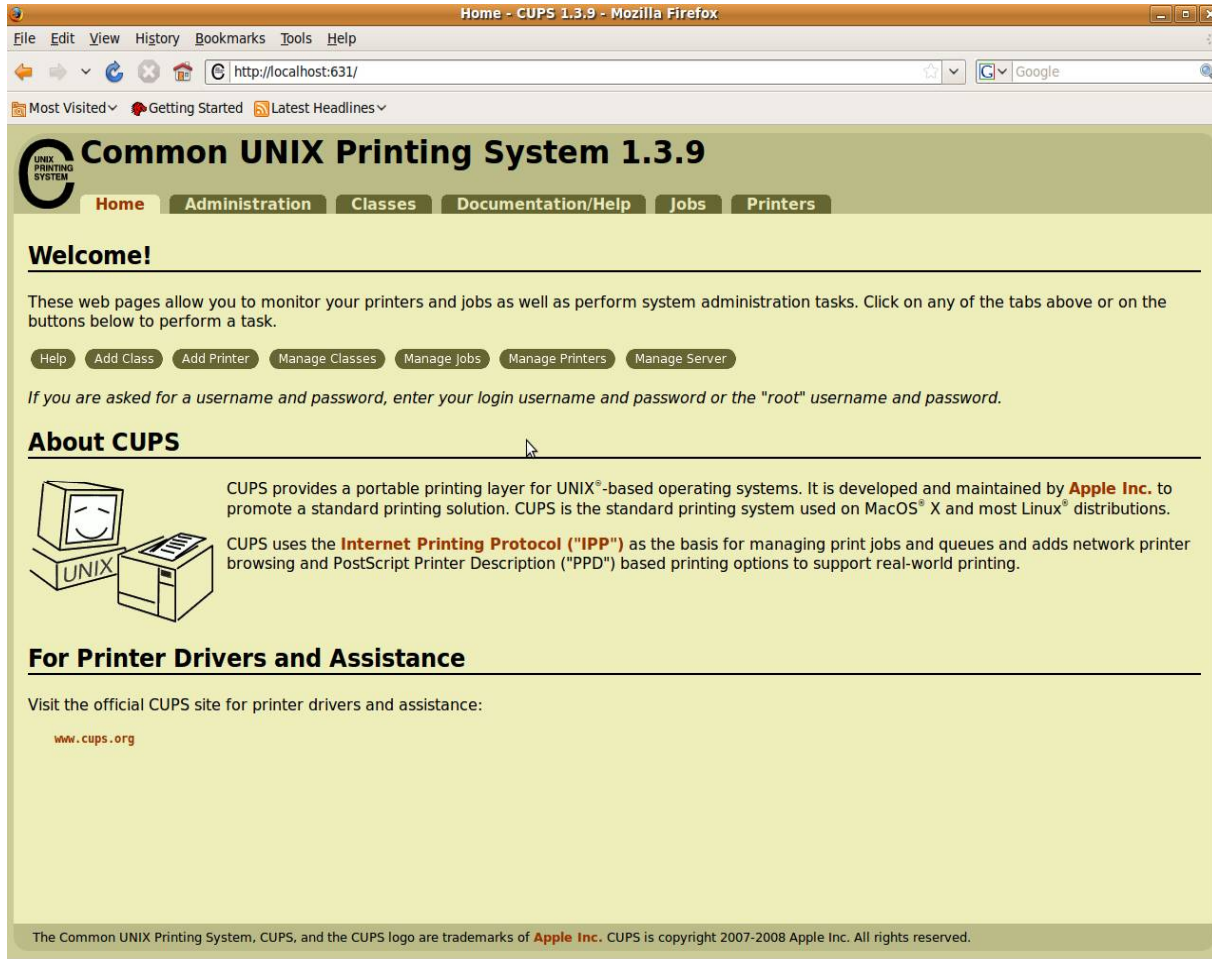 Home - CUPS 1.3.9 - Mozilla Firefox
File Edit View History Bookmarks Tools Help
http://localhost:631/
Google
Most Visited Getting Started Latest Headlines
UNIX
PRINTING
SYSTEM
Common UNIX Printing System 1.3.9
Home Administration Classes Documentation/Help Jobs Printers
Welcome!
These web pages allow you to monitor your printers and jobs as well as perform system administration tasks. Click on any of the tabs above or on the
buttons below to perform a task.
Help Add Class Add Printer Manage Classes Manage Jobs Manage Printers Manage Server
If you are asked for a username and password, enter your login username and password or the "root" username and password.
About CUPS
UNIX
CUPS provides a portable printing layer for UNIX®-based operating systems. It is developed and maintained by Apple Inc. to
promote a standard printing solution. CUPS is the standard printing system used on MacOS® X and most Linux® distributions.
CUPS uses the Internet Printing Protocol ("IPP") as the basis for managing print jobs and queues and adds network printer
browsing and PostScript Printer Description ("PPD") based printing options to support real-world printing.
For Printer Drivers and Assistance
Visit the official CUPS site for printer drivers and assistance:
www.cups.org
The Common UNIX Printing System, CUPS, and the CUPS logo are trademarks of Apple Inc. CUPS is copyright 2007-2008 Apple Inc. All rights reserved.